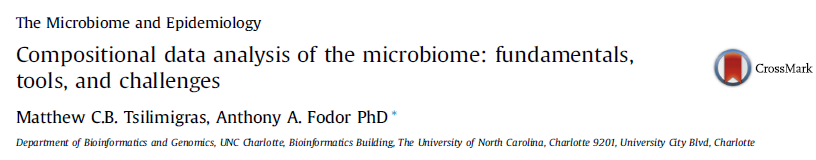 The Microbiome and Epidemiology
Compositional data analysis of the microbiome: fundamentals,
tools, and challenges
CrossMark
Matthew C.B. Tsilimigras, Anthony A. Fodor PhD *
Department of Bioinformatics and Genomics, UNC Charlotte, Bioinformatics Building, The University of North Carolina, Charlotte 9201, University City Blvd, Charlotte